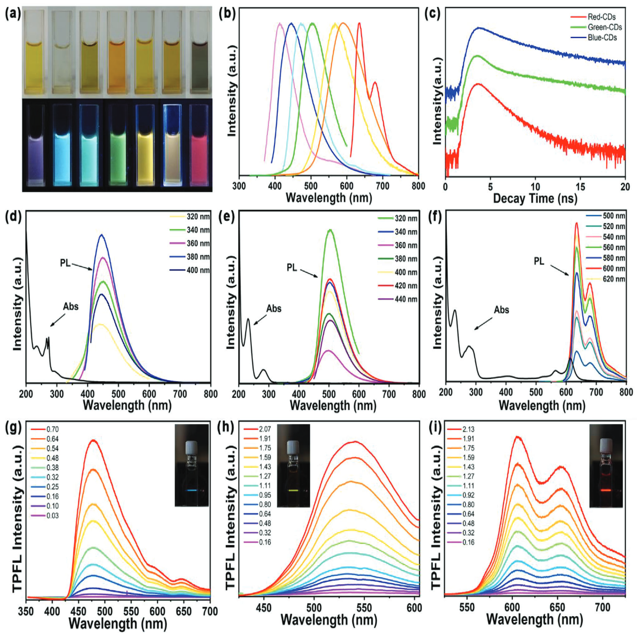 (a)
(b)
Intensity (a.u.)
300 400 500 600 700 800
Wavelength (nm)
(c)
Red-CDs
Green-CDs
Blue-CDs
Intensity(a.u.)
0 5 10 15 20
Decay Time (ns)
(d)
320 nm
340 nm
360 nm
380 nm
400 nm
PL
Abs
Intensity (a.u.)
200 300 400 500 600 700 800
Wavelength (nm)
(e)
320 nm
340 nm
360 nm
380 nm
400 nm
420 nm
440 nm
PL
Abs
Intensity (a.u.)
200 300 400 500 600 700 800
Wavelength (nm)
(f)
500 nm
520 nm
540 nm
560 nm
580 nm
600 nm
620 nm
PL
Abs
Intensity (a.u.)
200 300 400 500 600 700 800
Wavelength (nm)
(g)
0.70
0.64
0.54
0.48
0.38
0.32
0.25
0.16
0.10
0.03
TPFL Intensity (a.u.)
350 400 450 500 550 600 650 700
Wavelength (nm)
(h)
2.07
1.91
1.75
1.59
1.43
1.27
1.11
0.95
0.80
0.64
0.48
0.32
0.16
TPFL Intensity (a.u.)
450 500 550 600
Wavelength (nm)
(i)
2.13
1.91
1.75
1.59
1.43
1.27
1.11
0.92
0.80
0.64
0.48
0.32
0.16
TPFL Intensity (a.u.)
550 600 650 700
Wavelength (nm)